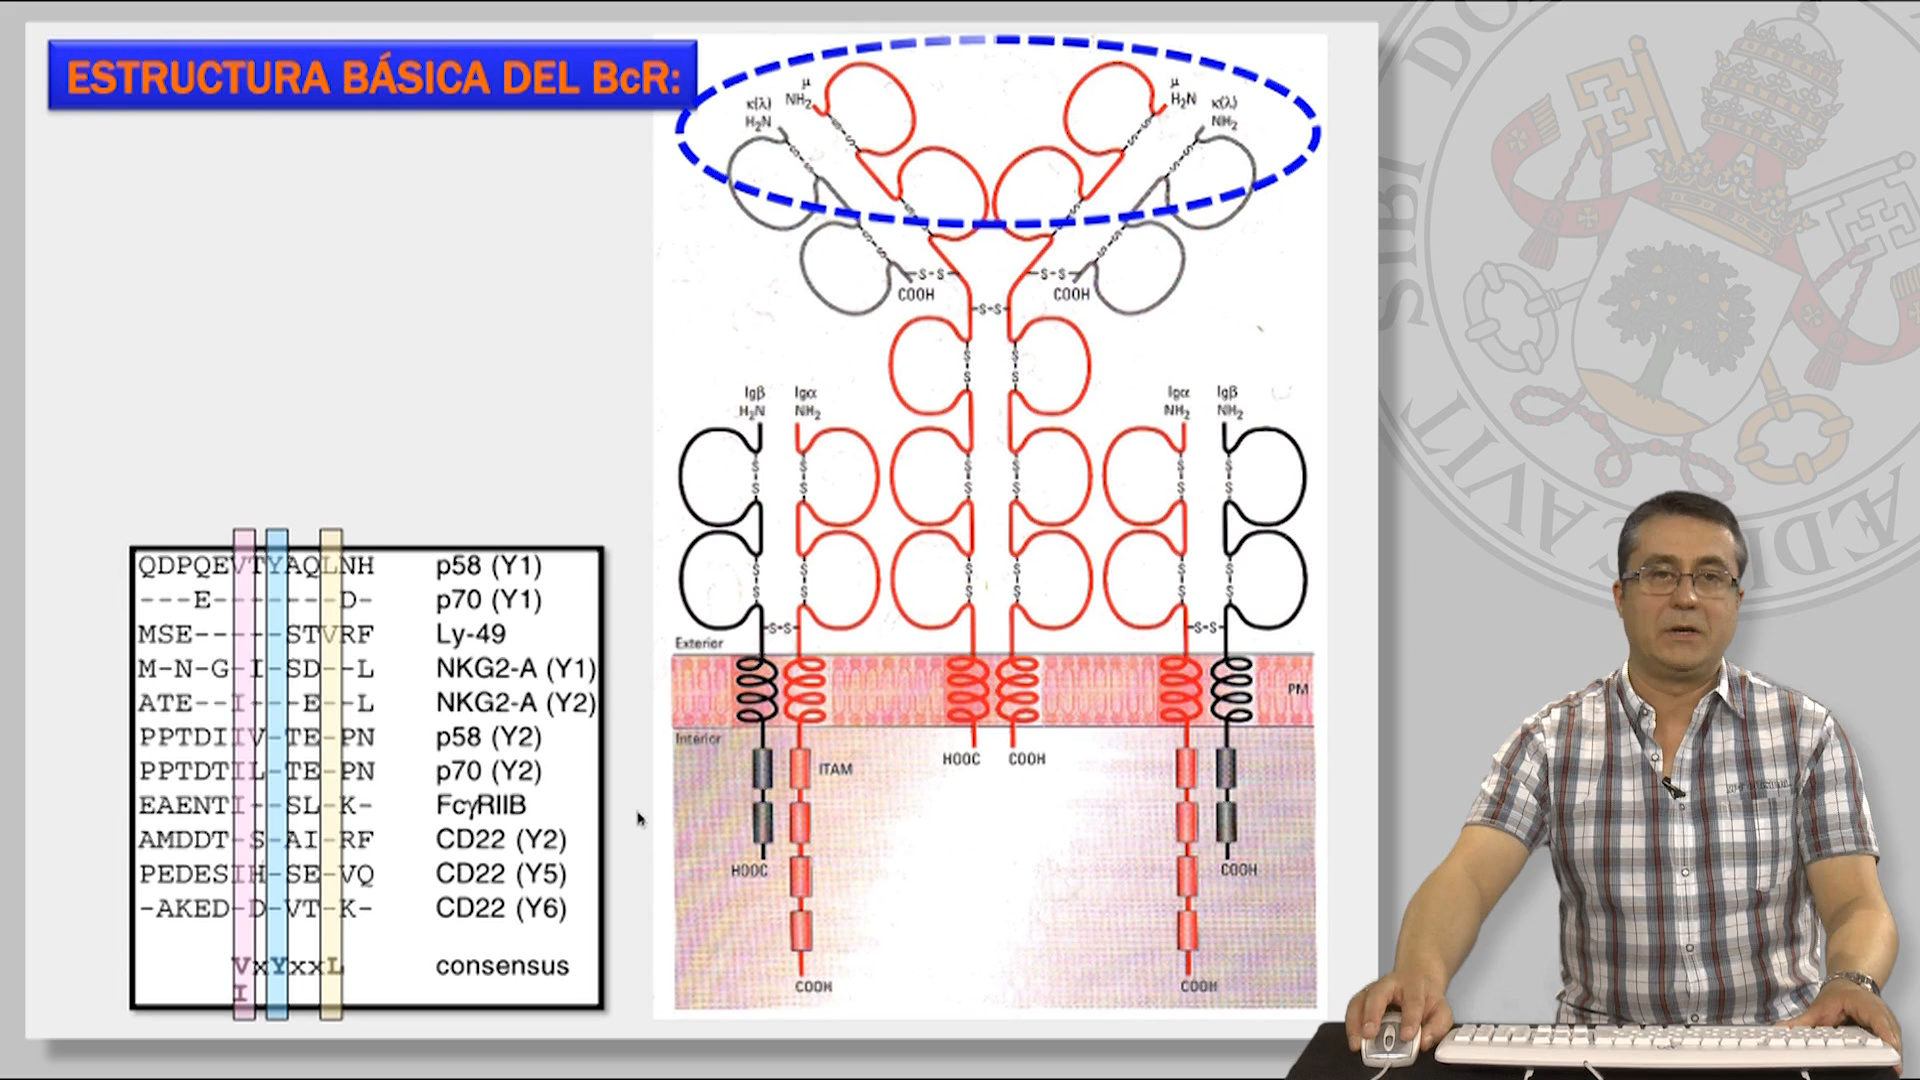 ESTRUCTURA BÁSICA DEL BcR:
μ
NH2
κ(λ)
H2N
μ
H2N
κ(λ)
NH2
S-S
S-S
COOH
COOH
S-S
Igβ
H2N
Igα
NH2
Igα
NH2
Igβ
NH2
S-S
S-S
Exterior
PM
Interior
HOOC
COOH
ITAM
HOOC
COOH
COOH
COOH
QDPQEVTYAQLNH p58 (Y1)
---E-------D- p70 (Y1)
MSE-----STVRF Ly-49
M-N-G-I-SD--L NKG2-A (Y1)
ATE--I---E--L NKG2-A (Y2)
PPTDIIV-TE-PN p58 (Y2)
PPTDTIL-TE-PN p70 (Y2)
EAENTI--SL-K- FcγRIIB
AMDDT-S-AI-RF CD22 (Y2)
PEDESIH-SE-VQ CD22 (Y5)
-AKED-D-VT-K- CD22 (Y6)
VxYxxL consensus
I
SIBI
DO
AEDIFICAVIT